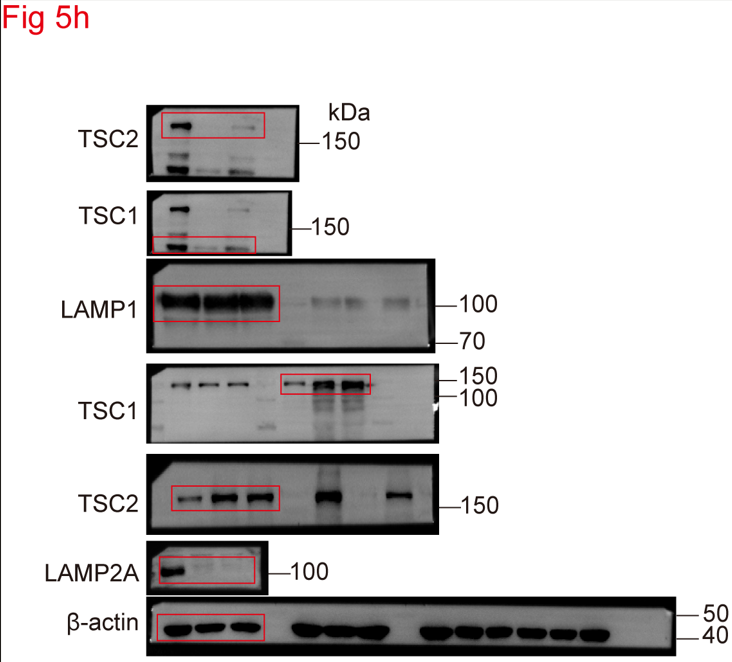 Fig 5h
kDa
TSC2
150
TSC1
150
LAMP1
100
70
TSC1
150
100
TSC2
150
LAMP2A
100
β-actin
50
40